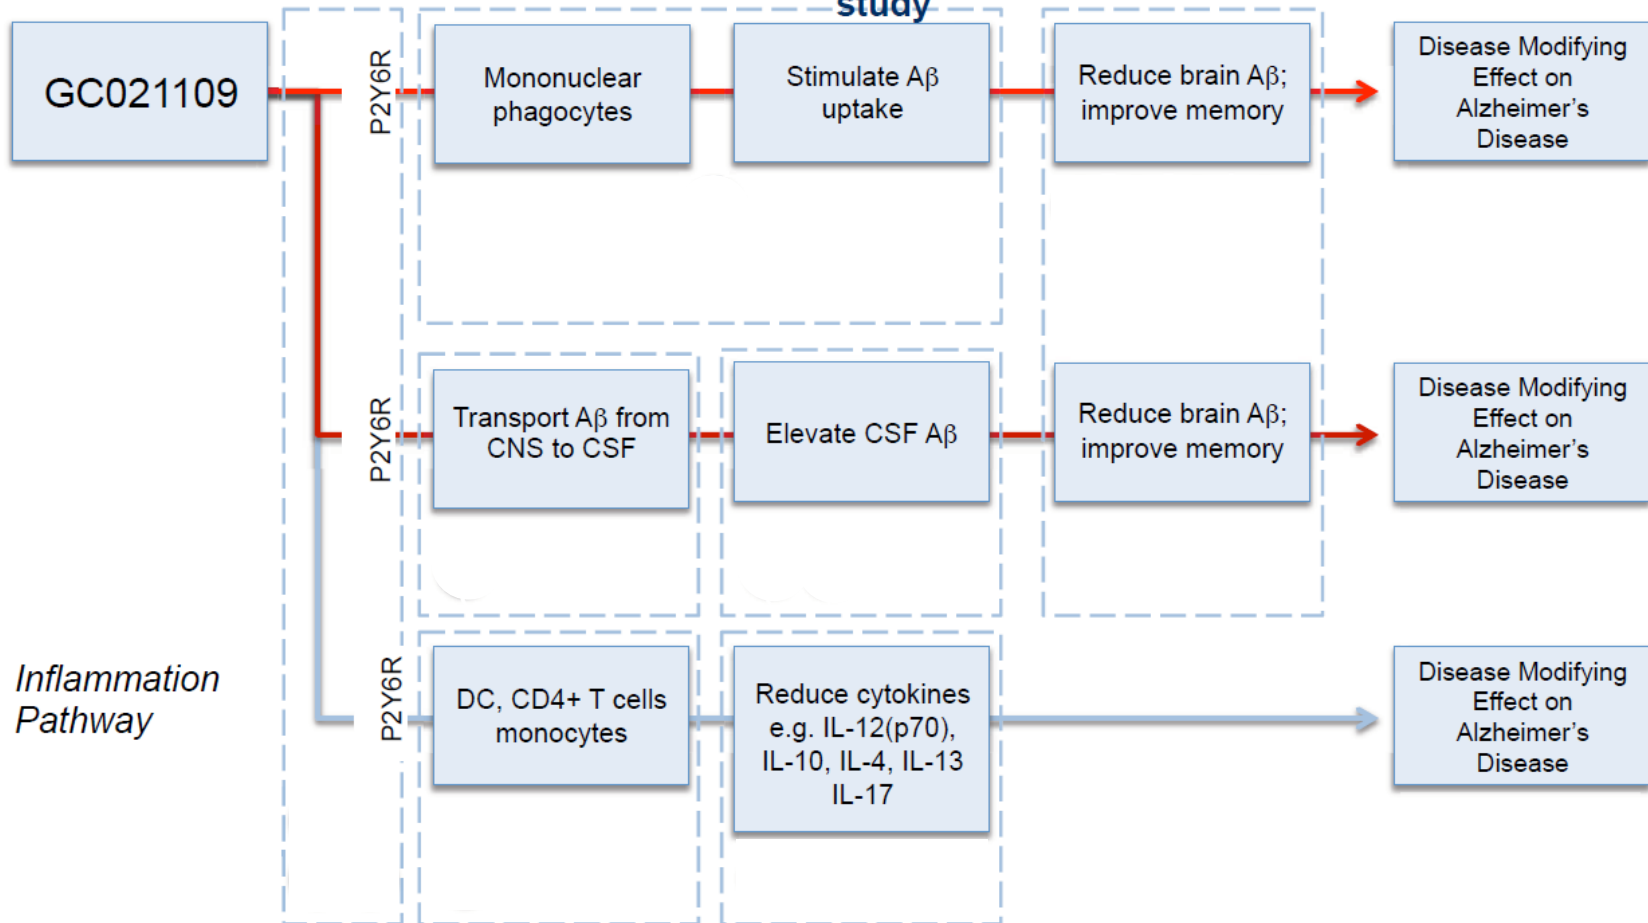 study
GC021109
P2Y6R
Mononuclear
phagocytes
Stimulate Aβ
uptake
Reduce brain Aβ;
improve memory
Disease Modifying
Effect on
Alzheimer’s
Disease
P2Y6R
Transport Aβ from
CNS to CSF
Elevate CSF Aβ
Reduce brain Aβ;
improve memory
Disease Modifying
Effect on
Alzheimer’s
Disease
Inflammation
Pathway
P2Y6R
DC, CD4+ T cells
monocytes
Reduce cytokines
e.g. IL-12(p70),
IL-10, IL-4, IL-13
IL-17
Disease Modifying
Effect on
Alzheimer’s
Disease